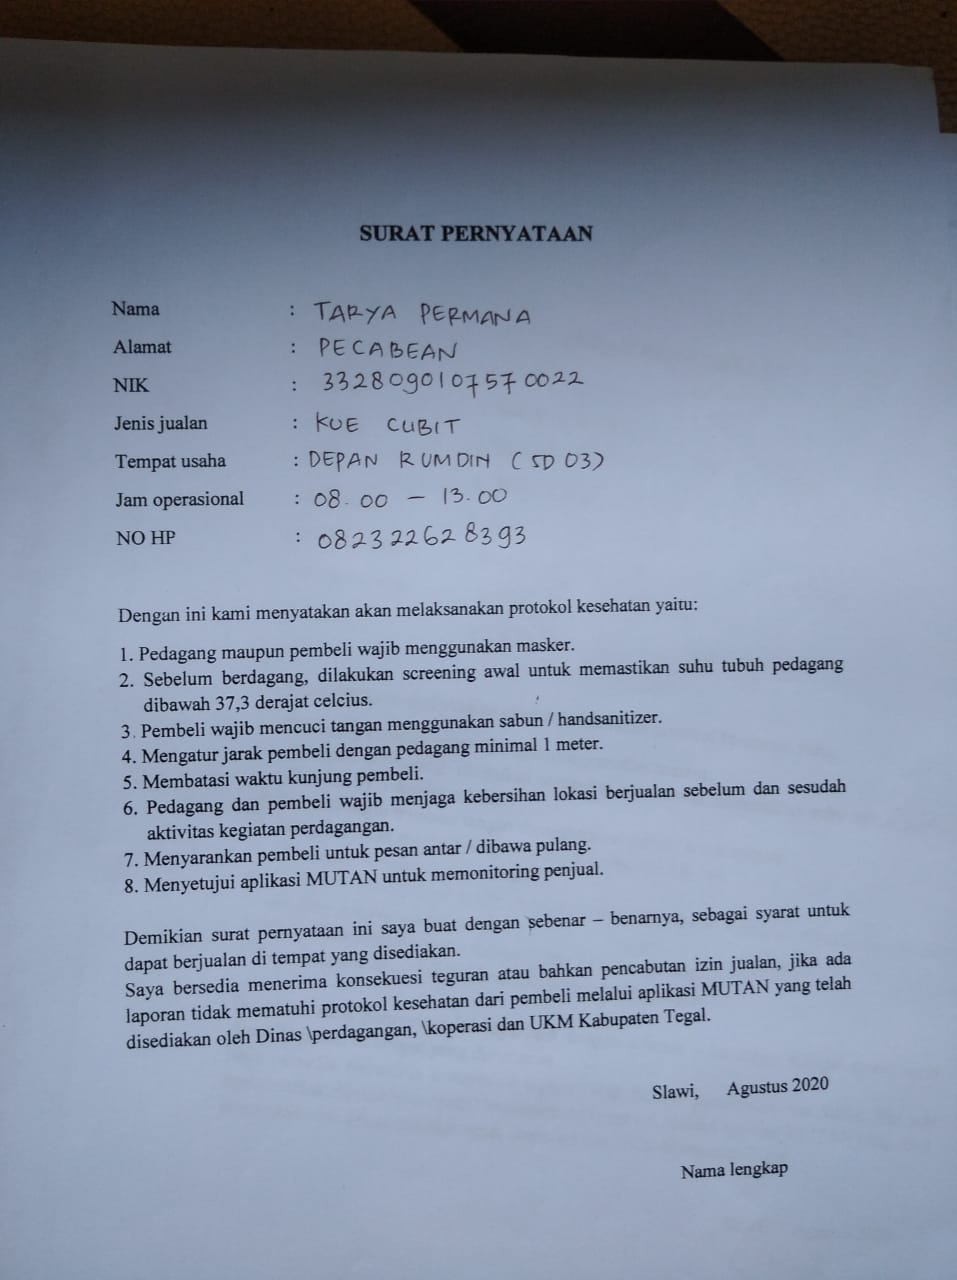 SURAT PERNYATAAN
Nama : TARYA PERMANA
Alamat : PECABEAN
NIK : 3328090107570022
Jenis jualan : KUE CUBIT
Tempat usaha : DEPAN RUMDIN (SD 03)
Jam operasional : 08.00 – 13.00
NO HP : 082322628393
Dengan ini kami menyatakan akan melaksanakan protokol kesehatan yaitu:
1. Pedagang maupun pembeli wajib menggunakan masker.
2. Sebelum berdagang, dilakukan screening awal untuk memastikan suhu tubuh pedagang
dibawah 37,3 derajat celcius.
3. Pembeli wajib mencuci tangan menggunakan sabun / handsanitizer.
4. Mengatur jarak pembeli dengan pedagang minimal 1 meter.
5. Membatasi waktu kunjung pembeli.
6. Pedagang dan pembeli wajib menjaga kebersihan lokasi berjualan sebelum dan sesudah
aktivitas kegiatan perdagangan.
7. Menyarankan pembeli untuk pesan antar / dibawa pulang.
8. Menyetujui aplikasi MUTAN untuk memonitoring penjual.
Demikian surat pernyataan ini saya buat dengan sebenar – benarnya, sebagai syarat untuk
dapat berjualan di tempat yang disediakan.
Saya bersedia menerima konsekuesi teguran atau bahkan pencabutan izin jualan, jika ada
laporan tidak mematuhi protokol kesehatan dari pembeli melalui aplikasi MUTAN yang telah
disediakan oleh Dinas \perdagangan, \koperasi dan UKM Kabupaten Tegal.
Slawi, Agustus 2020
Nama lengkap